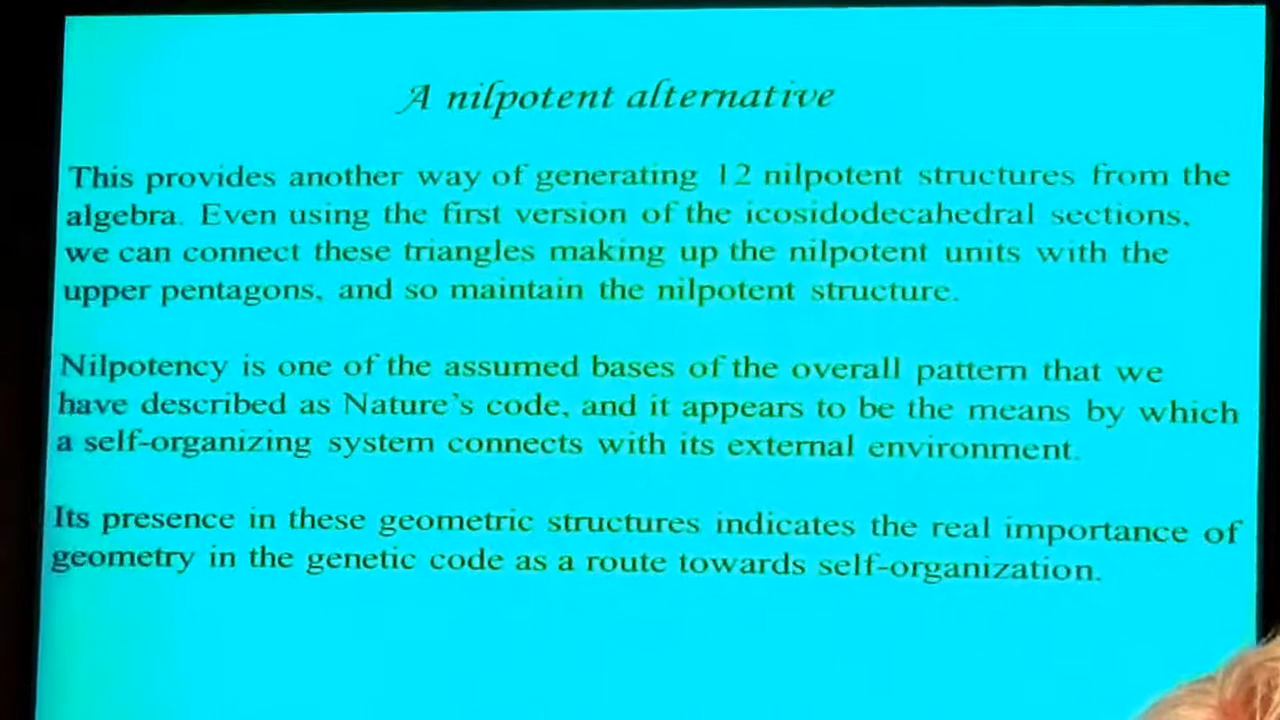 A nilpotent alternative
This provides another way of generating 12 nilpotent structures from the
algebra. Even using the first version of the icosidodecahedral sections,
we can connect these triangles making up the nilpotent units with the
upper pentagons, and so maintain the nilpotent structure.
Nilpotency is one of the assumed bases of the overall pattern that we
have described as Nature's code, and it appears to be the means by which
a self-organizing system connects with its external environment.
Its presence in these geometric structures indicates the real importance of
geometry in the genetic code as a route towards self-organization.